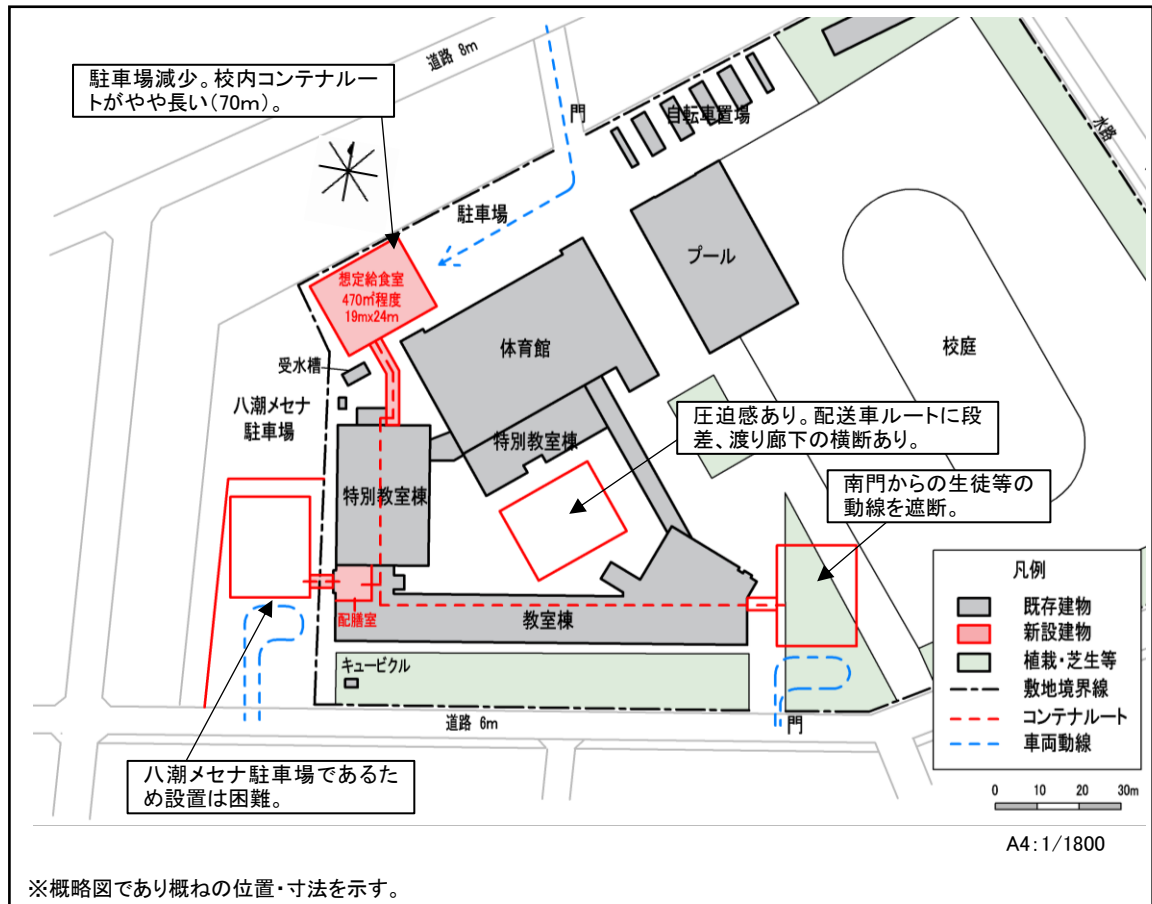 道路 8m
駐車場減少。校内コンテナルー
トがやや長い(70m)。
門
自転車置場
水路
駐車場
プール
想定給食室
470㎡程度
19mx24m
体育館
校庭
受水槽
八潮メセナ
駐車場
圧迫感あり。配送車ルートに段
差、渡り廊下の横断あり。
特別教室棟
特別教室棟
南門からの生徒等の
動線を遮断。
配膳室
教室棟
キュービクル
道路 6m
門
八潮メセナ駐車場であるた
め設置は困難。
凡例
既存建物
新設建物
植栽・芝生等
敷地境界線
コンテナルート
車両動線
0 10 20 30m
A4:1/1800
※概略図であり概ねの位置・寸法を示す。